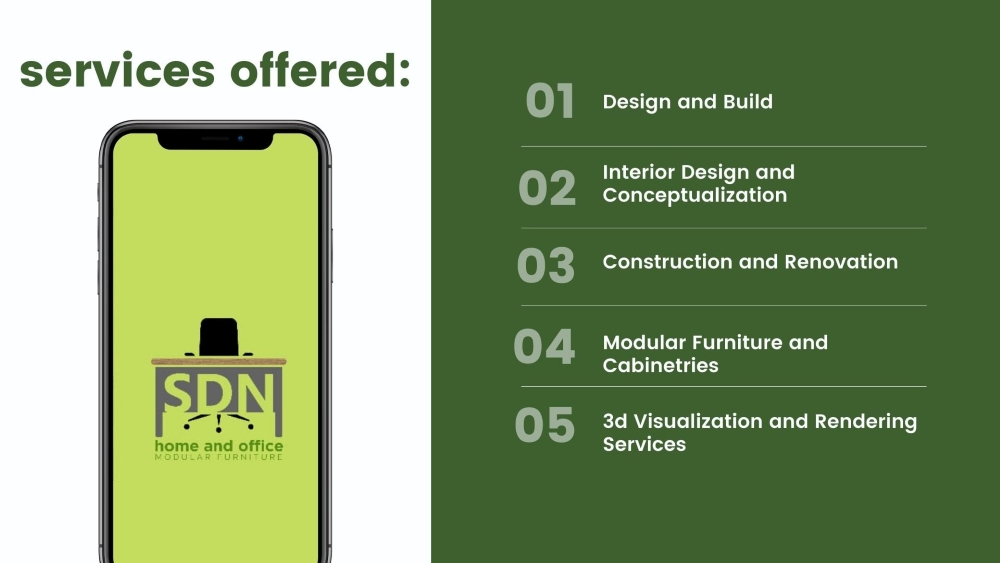 services offered:
SDN
home and office
MODULAR FURNITURE
01 Design and Build
02 Interior Design and
Conceptualization
03 Construction and Renovation
04 Modular Furniture and
Cabinetries
05 3d Visualization and Rendering
Services